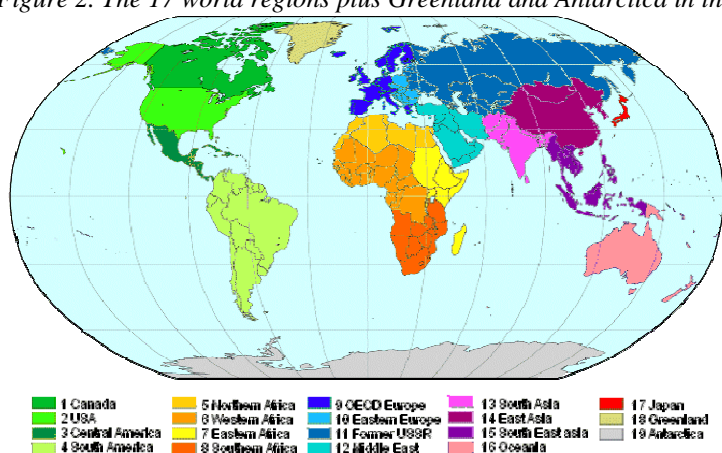 Figure 2. The 17 world regions plus Greenland and Antarctica in
1 Canada
2 USA
3 Central America
4 South America
5 Northern Africa
6 Western Africa
7 Eastern Africa
8 Southern Africa
9 OECD Europe
10 Eastern Europe
11 Former USSR
12 Middle East
13 South Asia
14 East Asia
15 South East asia
16 Oceania
17 Japan
18 Greenland
19 Antarctica